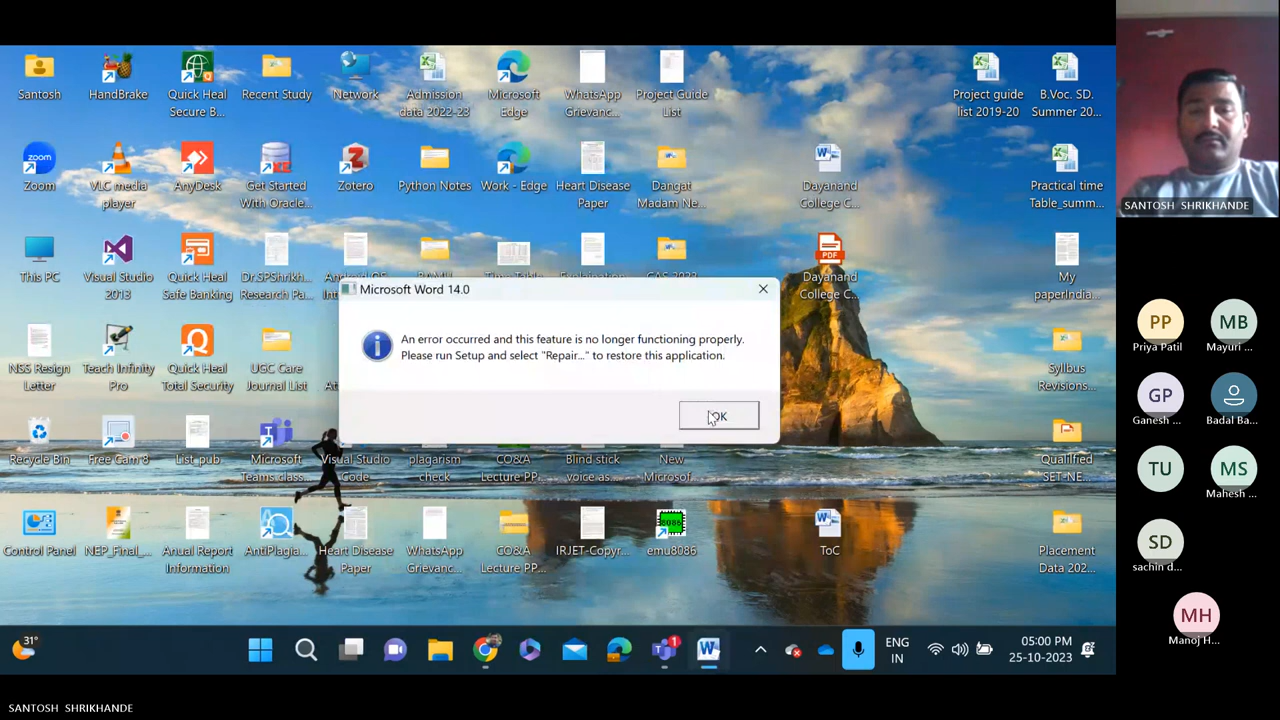 Santosh
HandBrake
Quick Heal
Secure B...
Recent Study
Network
Admission
data 2022-23
Microsoft
Edge
WhatsApp
Grievanc...
Project Guide
List
Project guide
list 2019-20
B.Voc. SD.
Summer 20...
zoom
Zoom
VLC media
player
AnyDesk
Get Started
With Oracle...
Zotero
Python Notes
Work - Edge
Heart Disease
Paper
Dangat
Madam Ne...
Dayanand
College C...
Practical time
Table_summ...
SANTOSH SHRIKHANDE
This PC
Visual Studio
2013
Quick Heal
Safe Banking
Dr.SPShrikh...
Research Pa...
PDF
Dayanand
College C...
My
paperIndia...
Microsoft Word 14.0
An error occurred and this feature is no longer functioning properly.
Please run Setup and select "Repair..." to restore this application.
OK
NSS Resign
Letter
Teach Infinity
Pro
Quick Heal
Total Security
UGC Care
Journal List
Syllbus
Revisions...
Recycle Bin
Free Cam 8
List pub
Microsoft
Teams class...
Visual Studio
Code
plagarism
check
CO&A
Lecture PP...
Blind stick
voice as...
New
Microsof...
Qualified
SET-NE...
Control Panel
NEP_Final_...
Anual Report
Information
AntiPlagia...
Heart Disease
Paper
WhatsApp
Grievanc...
CO&A
Lecture PP...
IRJET-Copyr...
8086
emu8086
ToC
Placement
Data 202...
PP
Priya Patil
MB
Mayuri ...
GP
Ganesh ...
Badal Ba...
TU
MS
Mahesh ...
SD
sachin d...
MH
Manoj H...
31°
1
ENG
IN
05:00 PM
25-10-2023
SANTOSH SHRIKHANDE